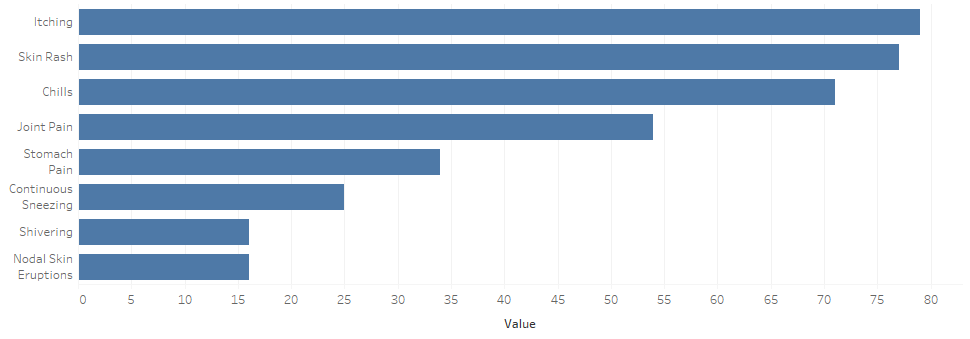 Itching
Skin Rash
Chills
Joint Pain
Stomach
Pain
Continuous
Sneezing
Shivering
Nodal Skin
Eruptions
0 5 10 15 20 25 30 35 40 45 50 55 60 65 70 75 80
Value